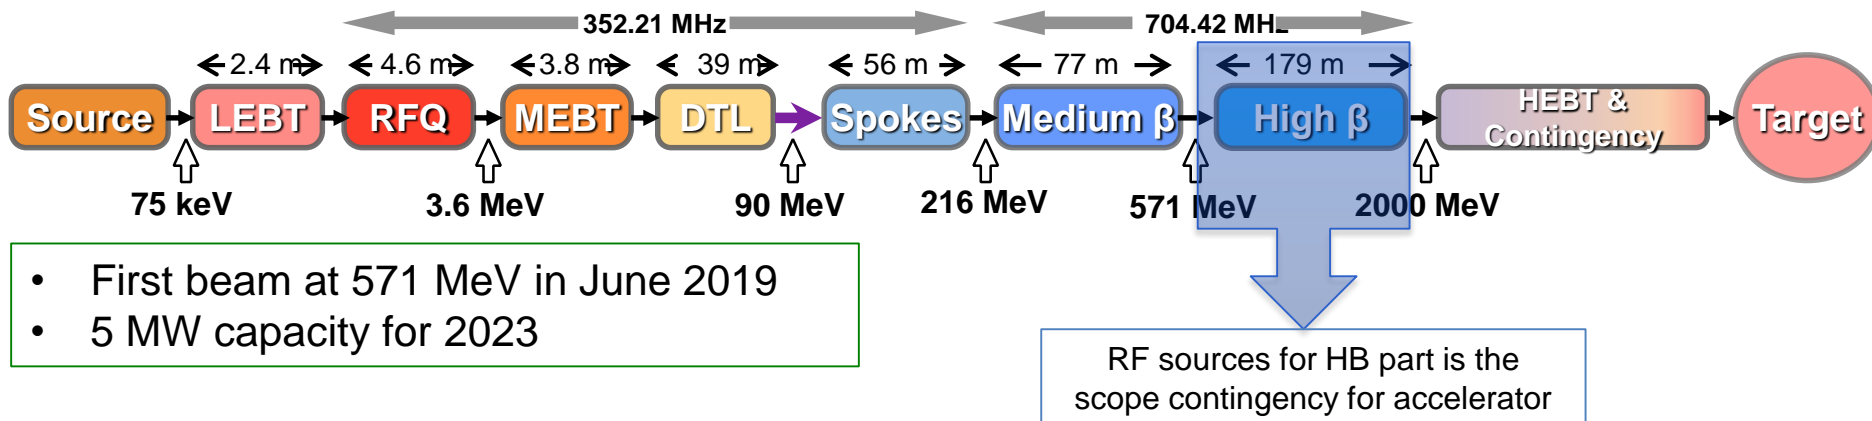 352.21 MHz
704.42 MHz
2.4 m
4.6 m
3.8 m
39 m
56 m
77 m
179 m
Source
LEBT
RFQ
MEBT
DTL
Spokes
Medium β
High β
HEBT &
Contingency
Target
75 keV
3.6 MeV
90 MeV
216 MeV
571 MeV
2000 MeV
• First beam at 571 MeV in June 2019
• 5 MW capacity for 2023
RF sources for HB part is the
scope contingency for accelerator